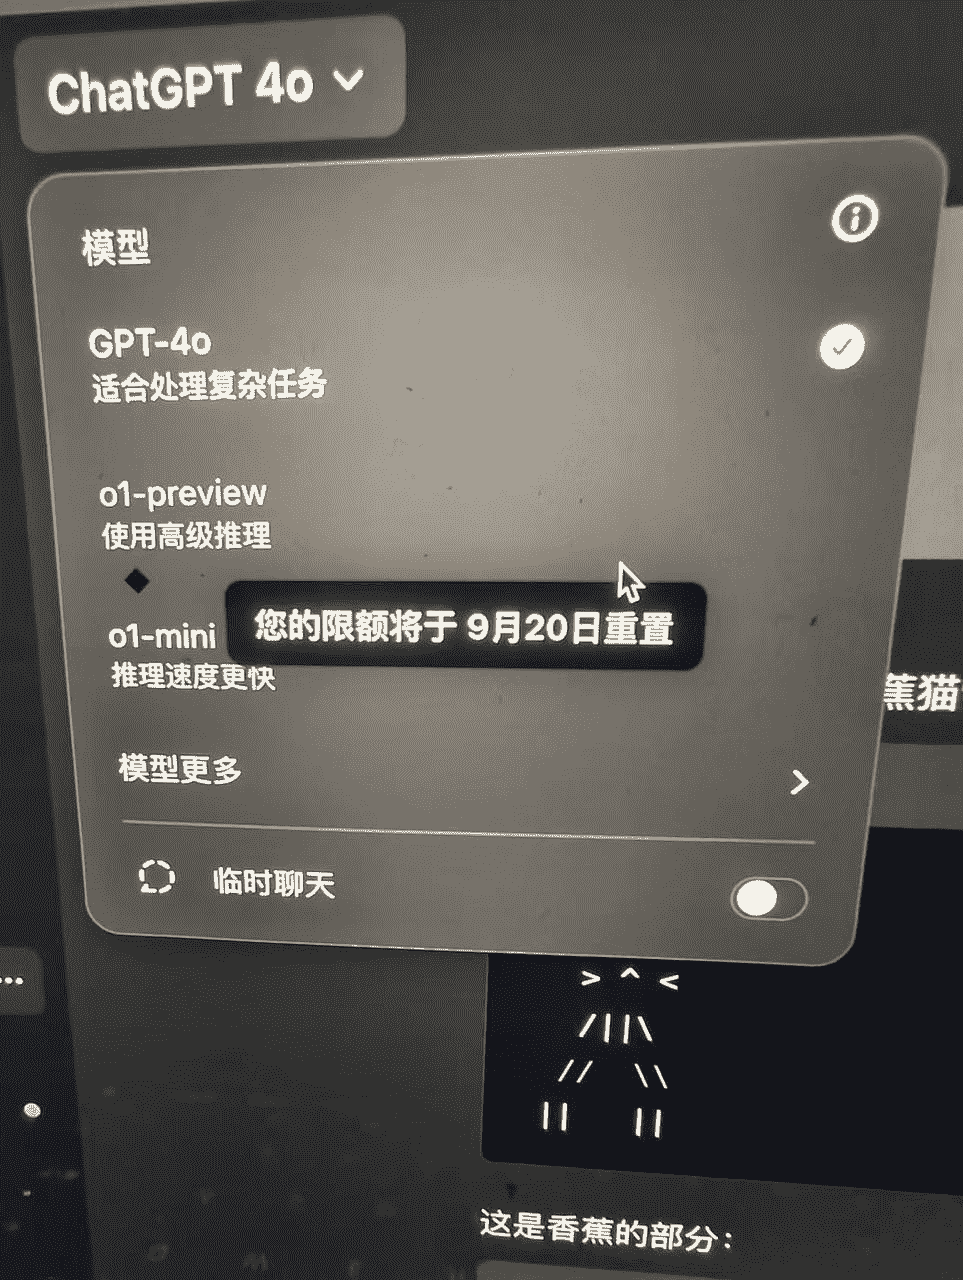 ChatGPT 4o
模型
GPT-4o
适合处理复杂任务
o1-preview
使用高级推理
您的限额将于 9月20日重置
o1-mini
推理速度更快
蕉猫
模型更多
临时聊天
> ^ <
/||\
// \\
|| ||
这是香蕉的部分：